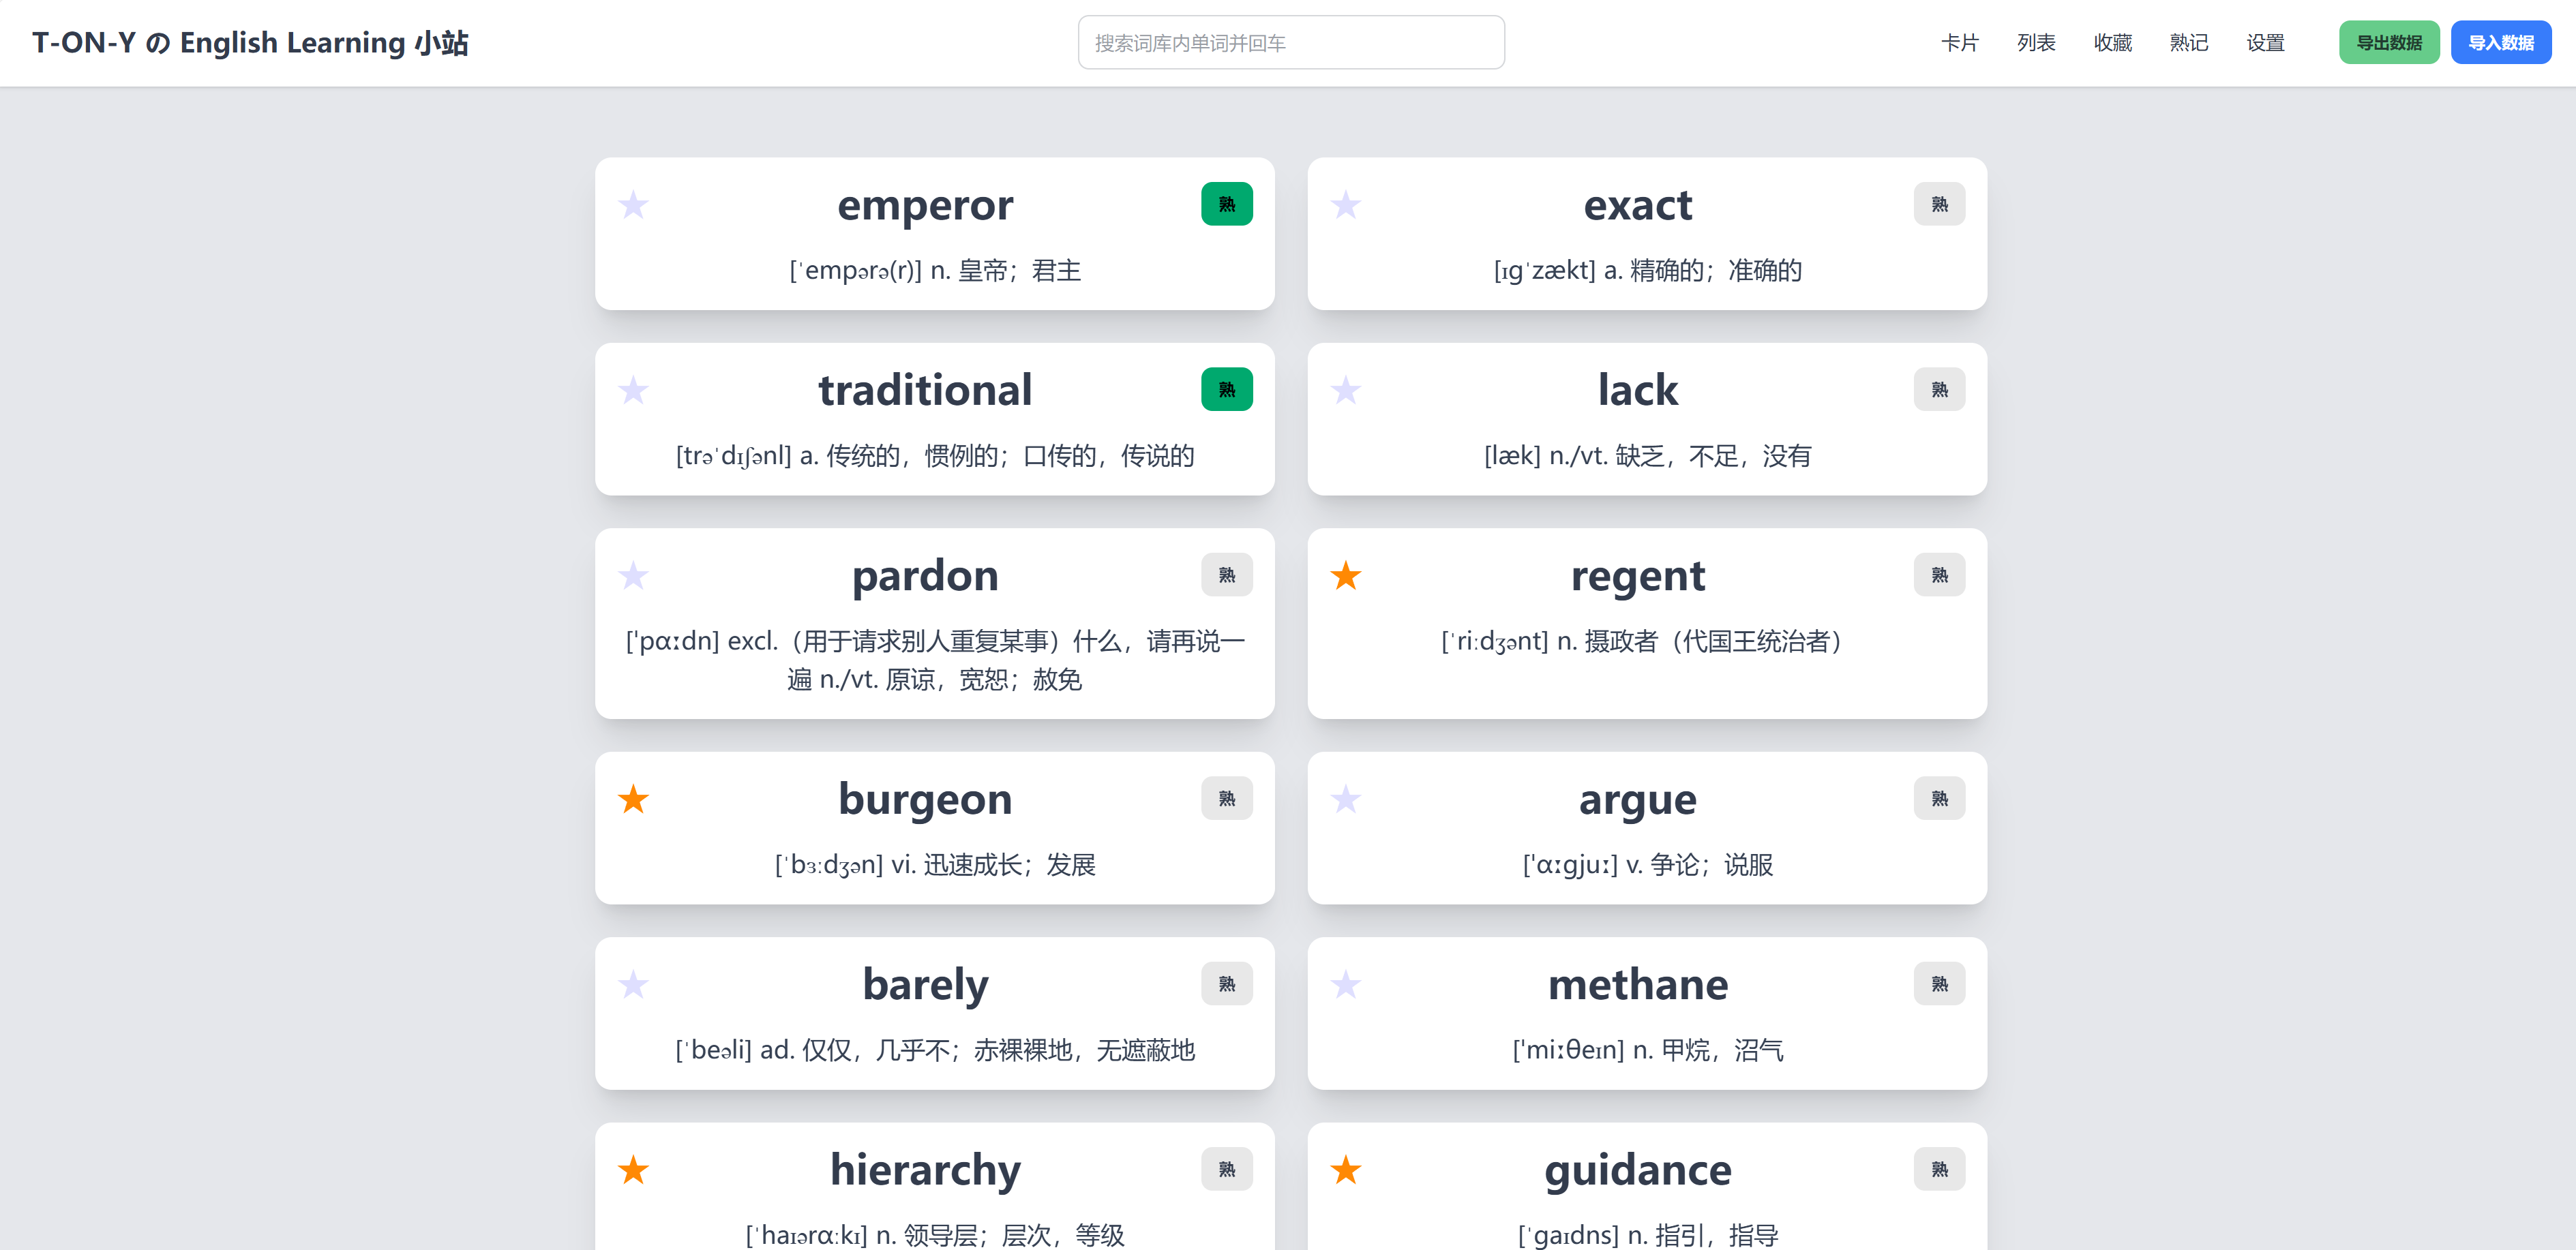 T-ON-Y の English Learning 小站
搜索词库内单词并回车
卡片 列表 收藏 熟记 设置 导出数据 导入数据
emperor 熟
[ˈempərə(r)] n. 皇帝；君主
exact 熟
[ɪɡˈzækt] a. 精确的；准确的
traditional 熟
[trəˈdɪʃənl] a. 传统的，惯例的；口传的，传说的
lack 熟
[læk] n./vt. 缺乏，不足，没有
pardon 熟
['pɑːdn] excl.（用于请求别人重复某事）什么，请再说一
遍 n./vt. 原谅，宽恕；赦免
regent 熟
[ˈriːdʒənt] n. 摄政者（代国王统治者）
burgeon 熟
[ˈbɜːdʒən] vi. 迅速成长；发展
argue 熟
['ɑːɡjuː] v. 争论；说服
barely 熟
[ˈbeəli] ad. 仅仅，几乎不；赤裸裸地，无遮蔽地
methane 熟
['miːθeɪn] n. 甲烷，沼气
hierarchy 熟
[ˈhaɪərɑːkɪ] n. 领导层；层次，等级
guidance 熟
[ˈɡaɪdns] n. 指引，指导